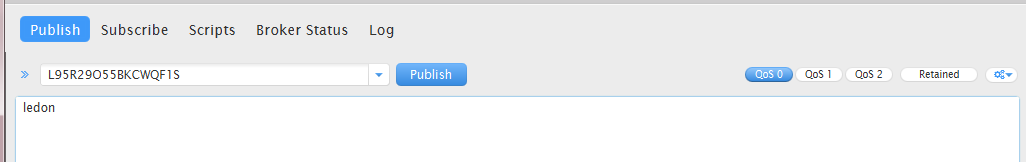 Publish Subscribe Scripts Broker Status Log
L95R29O55BKCWQF1S Publish QoS 0 QoS 1 QoS 2 Retained
ledon